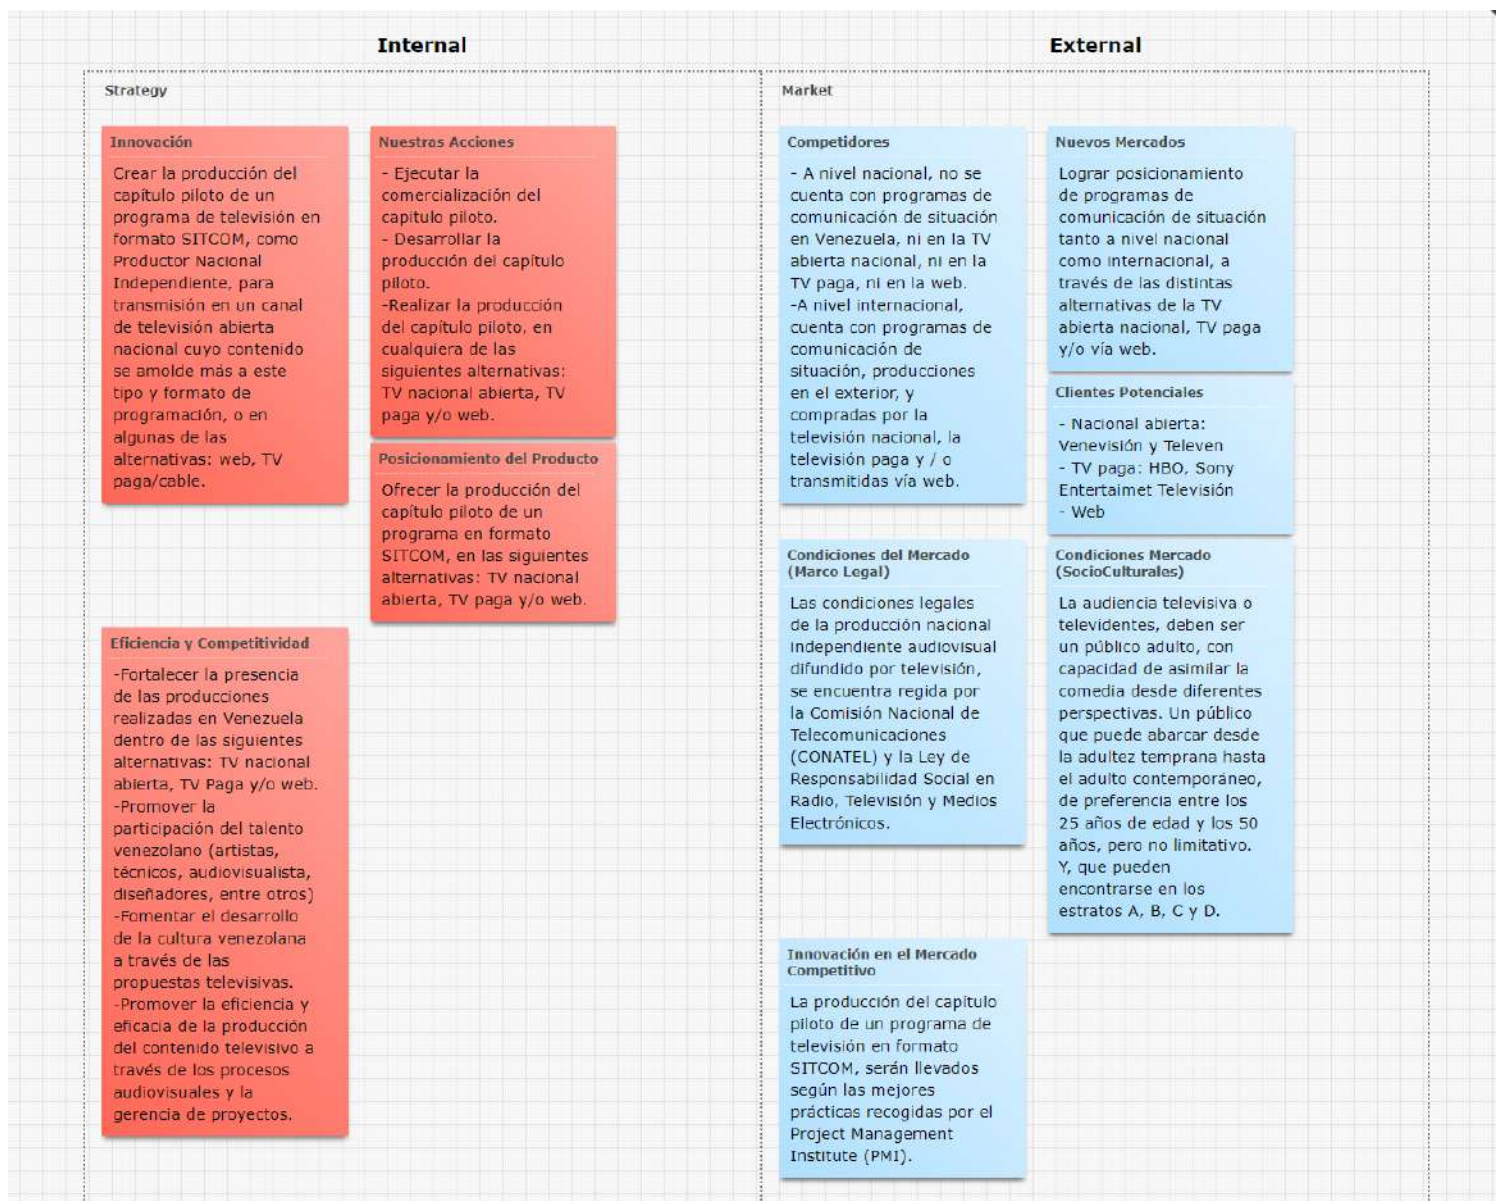 Internal
External
Strategy
Innovación
Crear la producción del
capítulo piloto de un
programa de televisión en
formato SITCOM, como
Productor Nacional
Independiente, para
transmisión en un canal
de televisión abierta
nacional cuyo contenido
se amolde más a este
tipo y formato de
programación, o en
algunas de las
alternativas: web, TV
paga/cable.
Nuestras Acciones
- Ejecutar la
comercialización del
capítulo piloto.
- Desarrollar la
producción del capítulo
piloto.
-Realizar la producción
del capítulo piloto, en
cualquiera de las
siguientes alternativas:
TV nacional abierta, TV
paga y/o web.
Posicionamiento del Producto
Ofrecer la producción del
capítulo piloto de un
programa en formato
SITCOM, en las siguientes
alternativas: TV nacional
abierta, TV paga y/o web.
Eficiencia y Competitividad
-Fortalecer la presencia
de las producciones
realizadas en Venezuela
dentro de las siguientes
alternativas: TV nacional
abierta, TV Paga y/o web.
-Promover la
participación del talento
venezolano (artistas,
técnicos, audiovisualista,
diseñadores, entre otros)
-Fomentar el desarrollo
de la cultura venezolana
a través de las
propuestas televisivas.
-Promover la eficiencia y
eficacia de la producción
del contenido televisivo a
través de los procesos
audiovisuales y la
gerencia de proyectos.
Market
Competidores
- A nivel nacional, no se
cuenta con programas de
comunicación de situación
en Venezuela, ni en la TV
abierta nacional, ni en la
TV paga, ni en la web.
-A nivel internacional,
cuenta con programas de
comunicación de
situación, producciones
en el exterior, y
compradas por la
televisión nacional, la
televisión paga y / o
transmitidas vía web.
Nuevos Mercados
Lograr posicionamiento
de programas de
comunicación de situación
tanto a nivel nacional
como internacional, a
través de las distintas
alternativas de la TV
abierta nacional, TV paga
y/o vía web.
Clientes Potenciales
- Nacional abierta:
Venevisión y Televen
- TV paga: HBO, Sony
Entertaimet Televisión
- Web
Condiciones del Mercado
(Marco Legal)
Las condiciones legales
de la producción nacional
independiente audiovisual
difundido por televisión,
se encuentra regida por
la Comisión Nacional de
Telecomunicaciones
(CONATEL) y la Ley de
Responsabilidad Social en
Radio, Televisión y Medios
Electrónicos.
Condiciones Mercado
(SocioCulturales)
La audiencia televisiva o
televidentes, deben ser
un público adulto, con
capacidad de asimilar la
comedia desde diferentes
perspectivas. Un público
que puede abarcar desde
la adultez temprana hasta
el adulto contemporáneo,
de preferencia entre los
25 años de edad y los 50
años, pero no limitativo.
Y, que pueden
encontrarse en los
estratos A, B, C y D.
Innovación en el Mercado
Competitivo
La producción del capítulo
piloto de un programa de
televisión en formato
SITCOM, serán llevados
según las mejores
prácticas recogidas por el
Project Management
Institute (PMI).